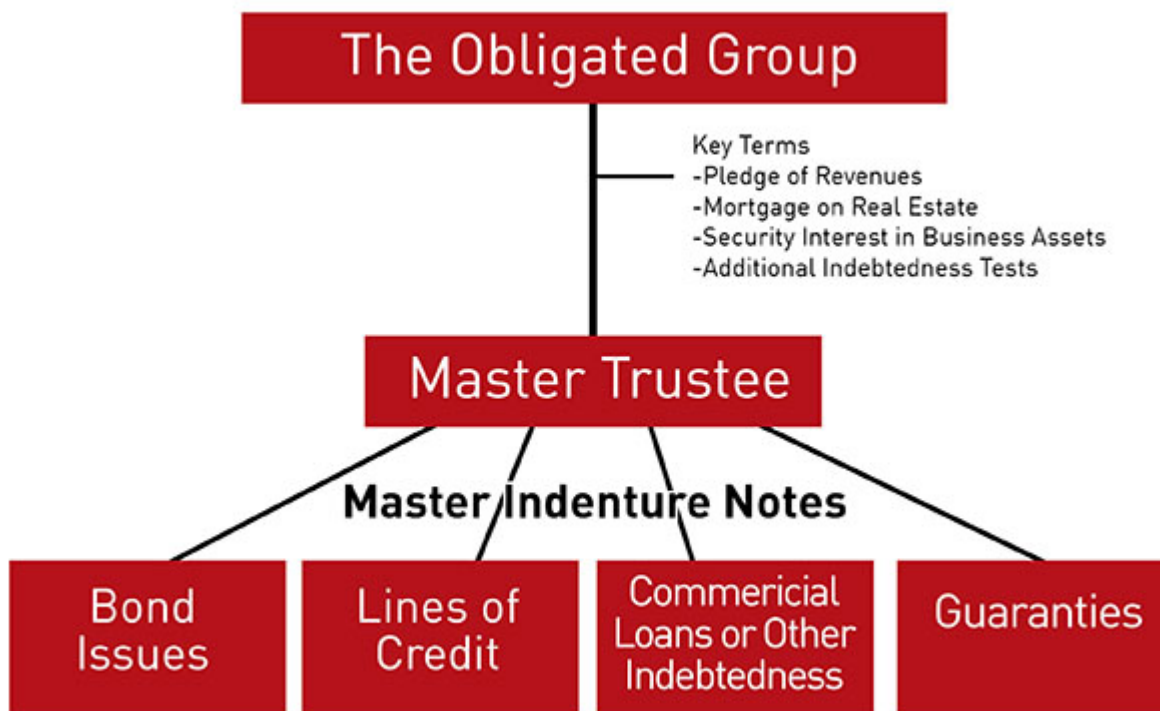 The Obligated Group
Key Terms
-Pledge of Revenues
-Mortgage on Real Estate
-Security Interest in Business Assets
-Additional Indebtedness Tests
Master Trustee
Master Indenture Notes
Bond
Issues
Lines of
Credit
Commericial
Loans or Other
Indebtedness
Guaranties